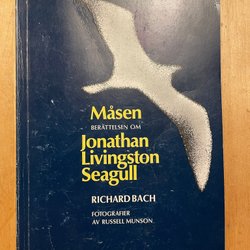 Måsen
BERÄTTELSEN OM
Jonathan
Livingston
Seagull
RICHARD BACH
FOTOGRAFIER
AV RUSSELL MUNSON